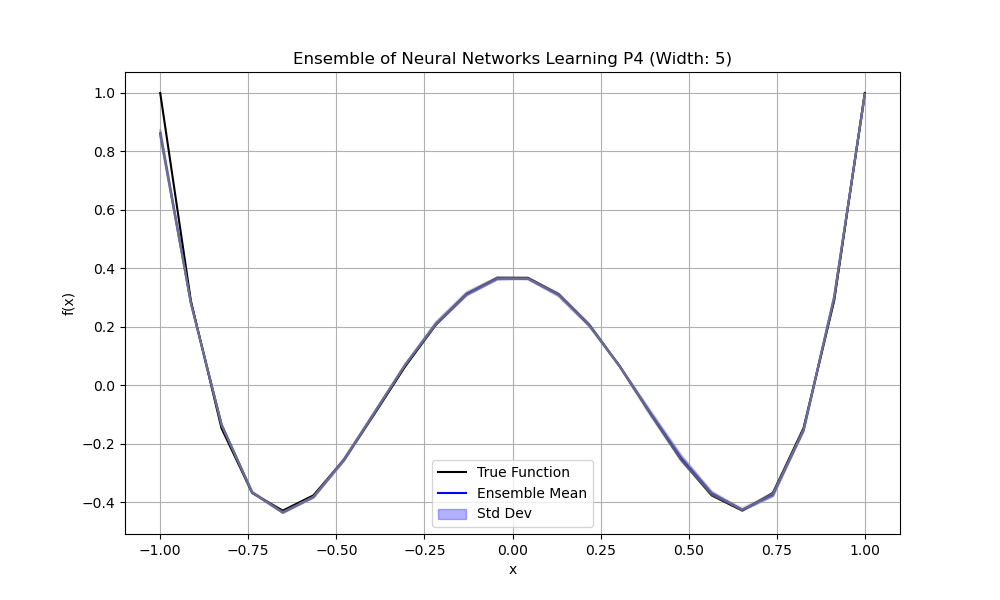 Ensemble of Neural Networks Learning P4 (Width: 5)
1.0
0.8
0.6
0.4
0.2
0.0
−0.2
−0.4
f(x)
True Function
Ensemble Mean
Std Dev
−1.00 −0.75 −0.50 −0.25 0.00 0.25 0.50 0.75 1.00
x